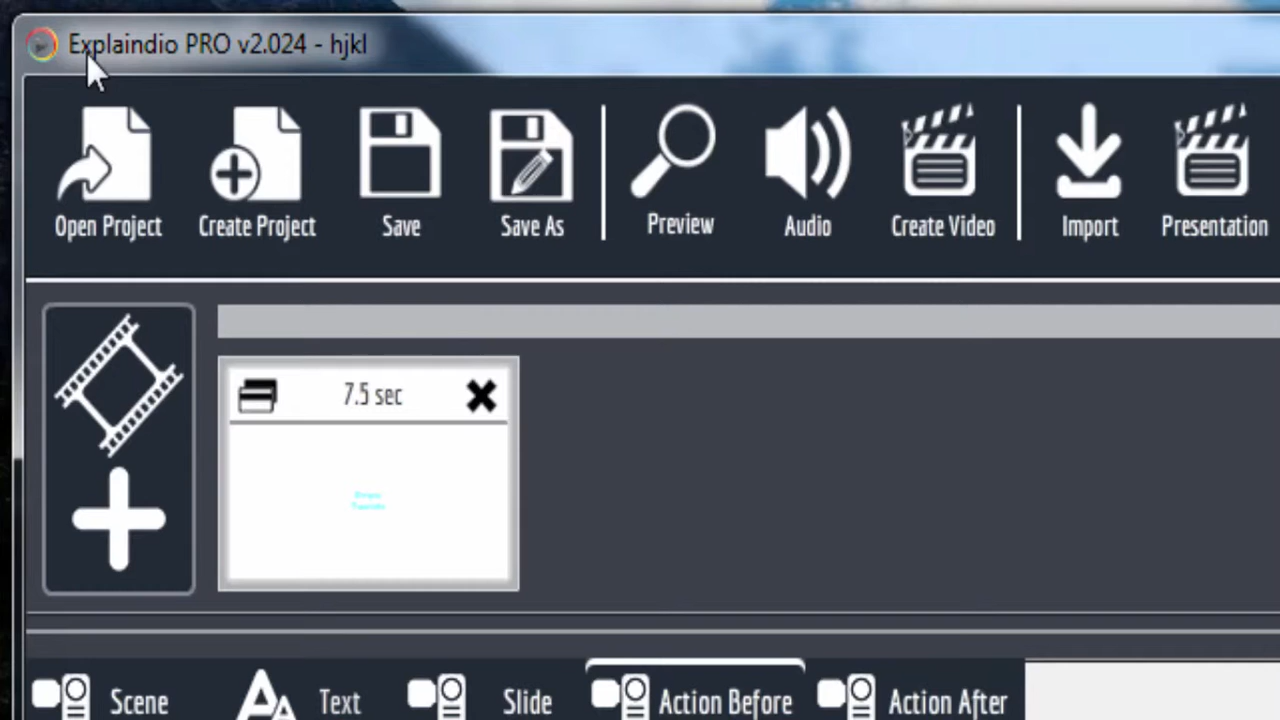 Explaindio PRO v2.024 - hjkl
Open Project
Create Project
Save
Save As
Preview
Audio
Create Video
Import
Presentation
7.5 sec
Scene
Text
Slide
Action Before
Action After